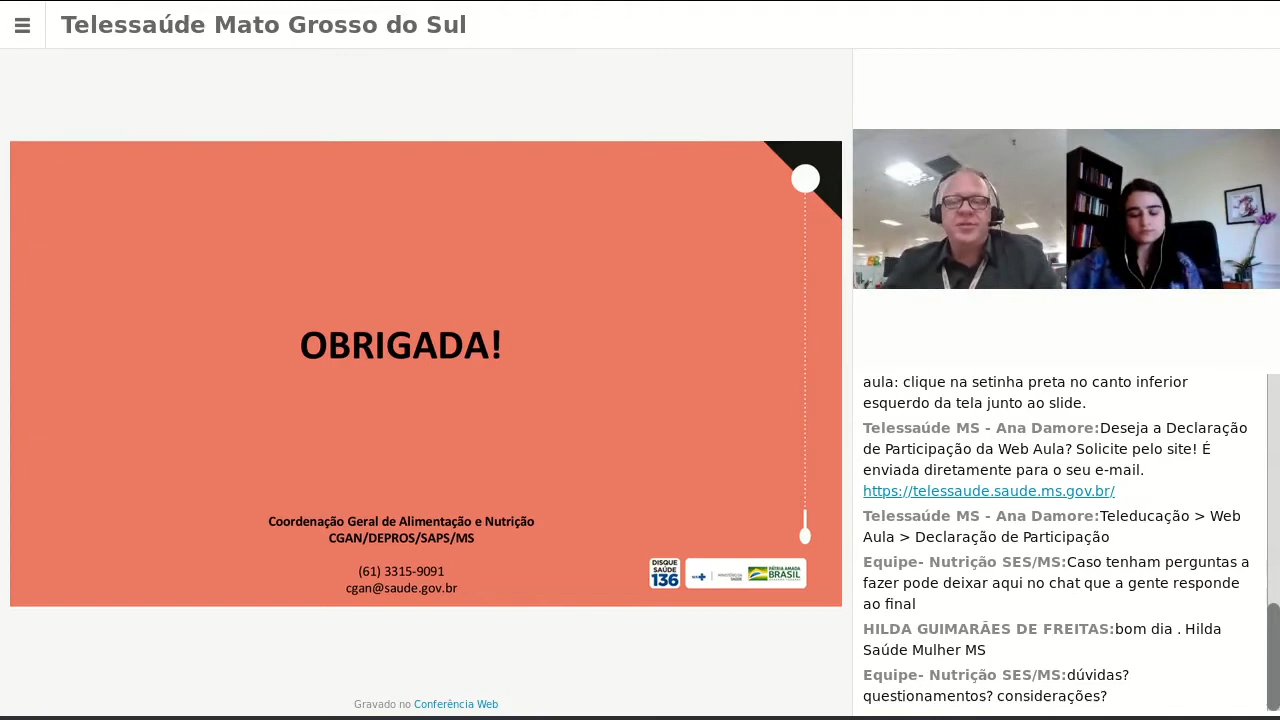 Telessaúde Mato Grosso do Sul
OBRIGADA!
Coordenação Geral de Alimentação e Nutrição
CGAN/DEPROS/SAPS/MS
(61) 3315-9091
cgan@saude.gov.br
DISQUE
SAÚDE
136
SUS
MINISTÉRIO DA
SAÚDE
PÁTRIA AMADA
BRASIL
Gravado no Conferência Web
aula: clique na setinha preta no canto inferior
esquerdo da tela junto ao slide.
Telessaúde MS - Ana Damore:Deseja a Declaração
de Participação da Web Aula? Solicite pelo site! É
enviada diretamente para o seu e-mail.
https://telessaude.saude.ms.gov.br/
Telessaúde MS - Ana Damore:Teleducação > Web
Aula > Declaração de Participação
Equipe- Nutrição SES/MS:Caso tenham perguntas a
fazer pode deixar aqui no chat que a gente responde
ao final
HILDA GUIMARÃES DE FREITAS:bom dia . Hilda
Saúde Mulher MS
Equipe- Nutrição SES/MS:dúvidas?
questionamentos? considerações?